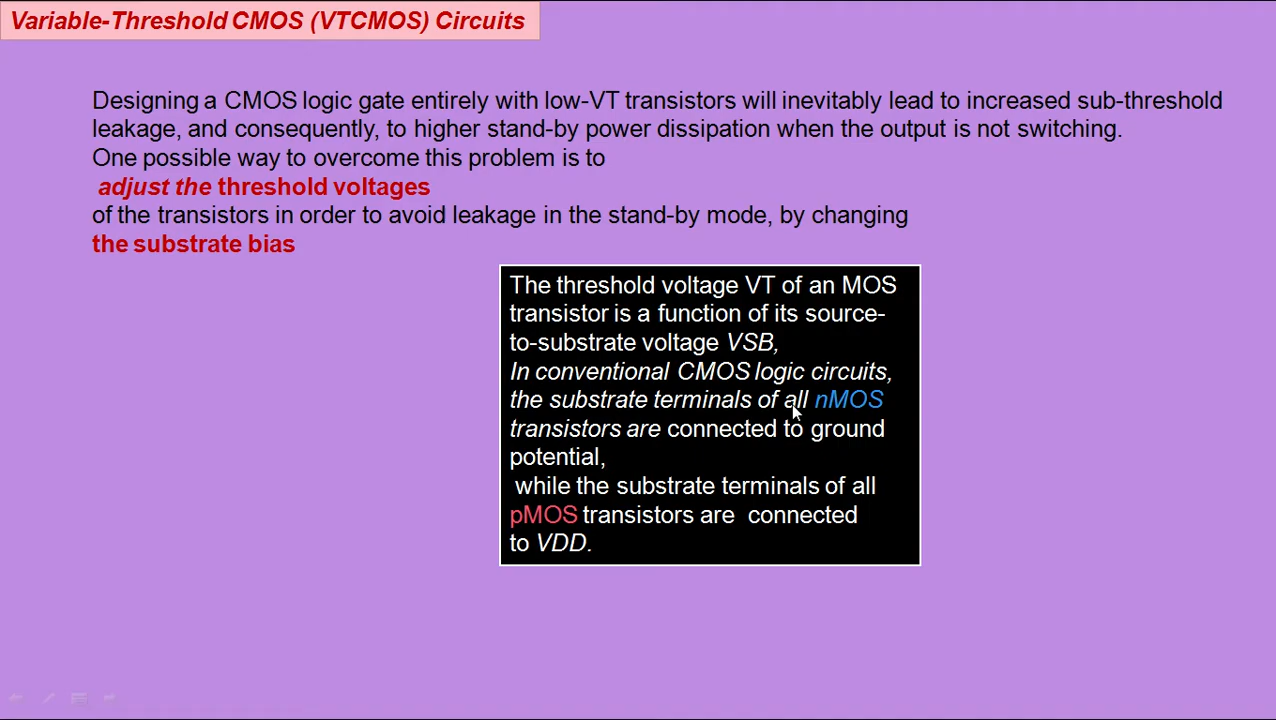 Variable-Threshold CMOS (VTCMOS) Circuits
Designing a CMOS logic gate entirely with low-VT transistors will inevitably lead to increased sub-threshold
leakage, and consequently, to higher stand-by power dissipation when the output is not switching.
One possible way to overcome this problem is to
adjust the threshold voltages
of the transistors in order to avoid leakage in the stand-by mode, by changing
the substrate bias
The threshold voltage VT of an MOS
transistor is a function of its source-
to-substrate voltage VSB,
In conventional CMOS logic circuits,
the substrate terminals of all nMOS
transistors are connected to ground
potential,
while the substrate terminals of all
pMOS transistors are connected
to VDD.